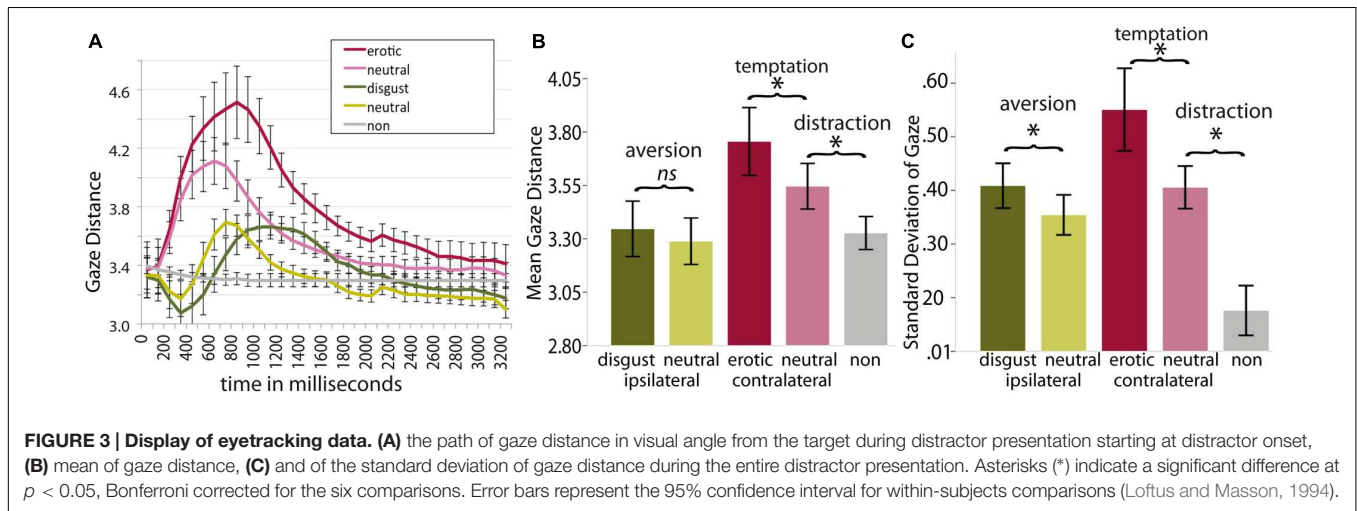 A
erotic
neutral
disgust
neutral
non
4.6
4.2
3.8
3.4
3.0
Gaze Distance
0
200
400
600
800
1000
1200
1400
1600
1800
2000
2200
2400
2600
2800
3000
3200
time in milliseconds
B
4.05
3.80
3.55
3.30
3.05
2.80
Mean Gaze Distance
aversion
ns
temptation
*
distraction
*
disgust neutral erotic neutral non
ipsilateral contralateral
C
.60
.50
.40
.30
.20
.01
Standard Deviation of Gaze
aversion
*
temptation
*
distraction
*
disgust neutral erotic neutral non
ipsilateral contralateral
FIGURE 3 | Display of eyetracking data. (A) the path of gaze distance in visual angle from the target during distractor presentation starting at distractor onset,
(B) mean of gaze distance, (C) and of the standard deviation of gaze distance during the entire distractor presentation. Asterisks (*) indicate a significant difference at
p < 0.05, Bonferroni corrected for the six comparisons. Error bars represent the 95% confidence interval for within-subjects comparisons (Loftus and Masson, 1994).